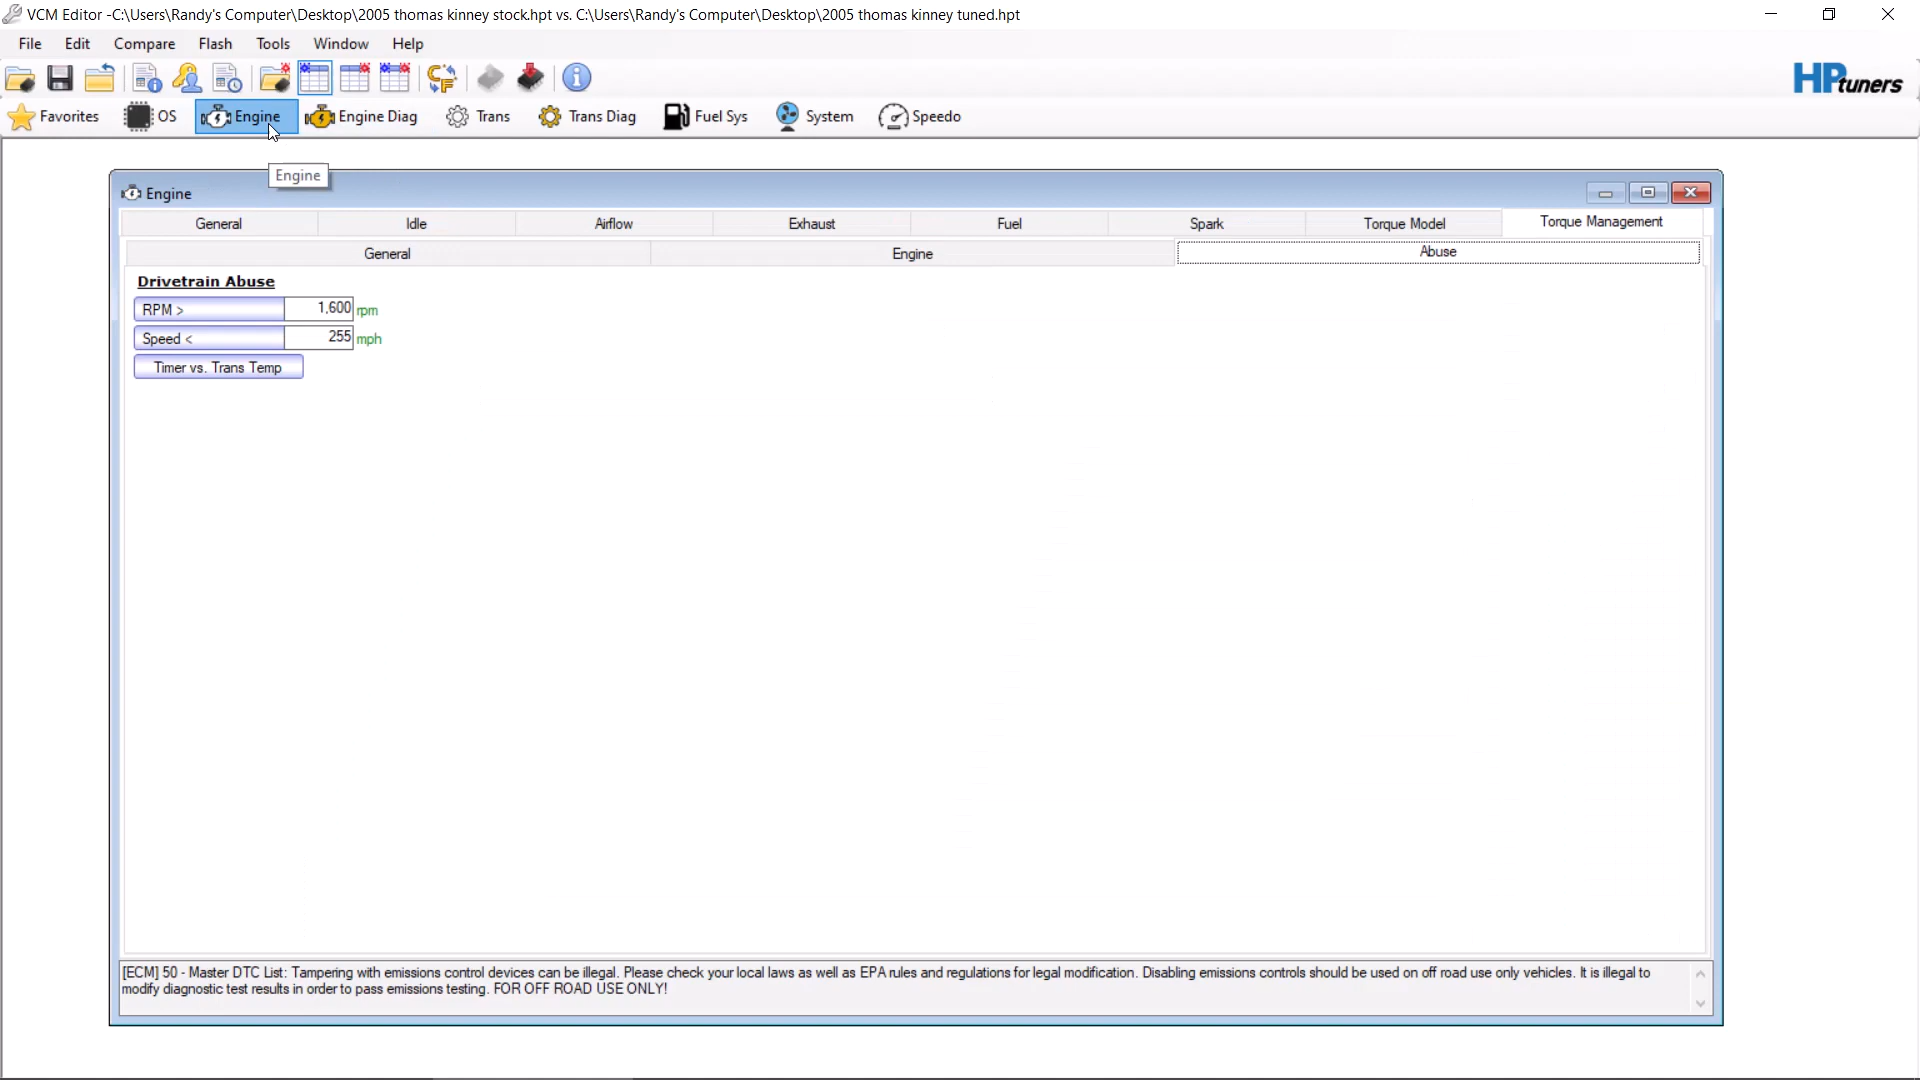 VCM Editor -C:\Users\Randy's Computer\Desktop\2005 thomas kinney stock.hpt vs. C:\Users\Randy's Computer\Desktop\2005 thomas kinney tuned.hpt
File Edit Compare Flash Tools Window Help
HPtuners
Favorites OS Engine Engine Diag Trans Trans Diag Fuel Sys System Speedo
Engine
Engine
General Idle Airflow Exhaust Fuel Spark Torque Model Torque Management
General Engine Abuse
Drivetrain Abuse
RPM > 1,600 rpm
Speed < 255 mph
Timer vs. Trans Temp
[ECM] 50 - Master DTC List: Tampering with emissions control devices can be illegal. Please check your local laws as well as EPA rules and regulations for legal modification. Disabling emissions controls should be used on off road use only vehicles. It is illegal to
modify diagnostic test results in order to pass emissions testing. FOR OFF ROAD USE ONLY!